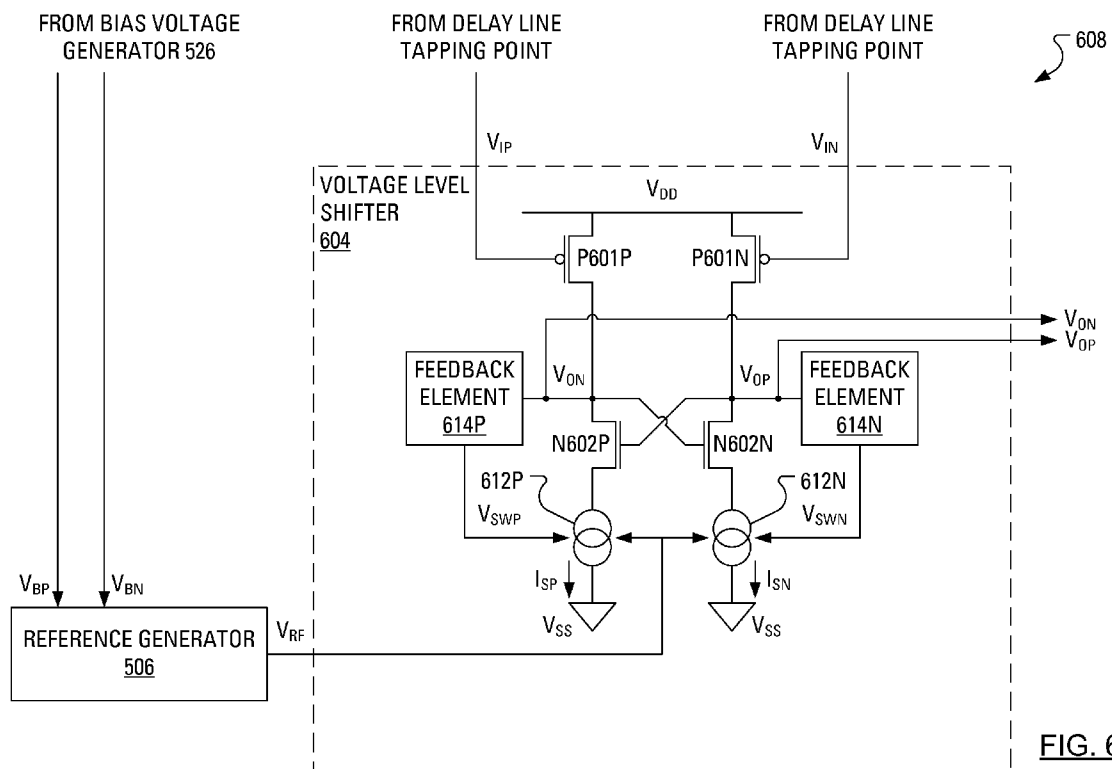 FROM BIAS VOLTAGE
GENERATOR 526
FROM DELAY LINE
TAPPING POINT
FROM DELAY LINE
TAPPING POINT
608
VIP
VIN
VOLTAGE LEVEL
SHIFTER
604
VDD
P601P
P601N
VON
VOP
FEEDBACK
ELEMENT
614P
VON
VOP
FEEDBACK
ELEMENT
614N
N602P
N602N
612P
612N
VSWP
VSWN
ISP
ISN
VSS
VSS
VBP
VBN
REFERENCE GENERATOR
506
VRF
FIG. 6